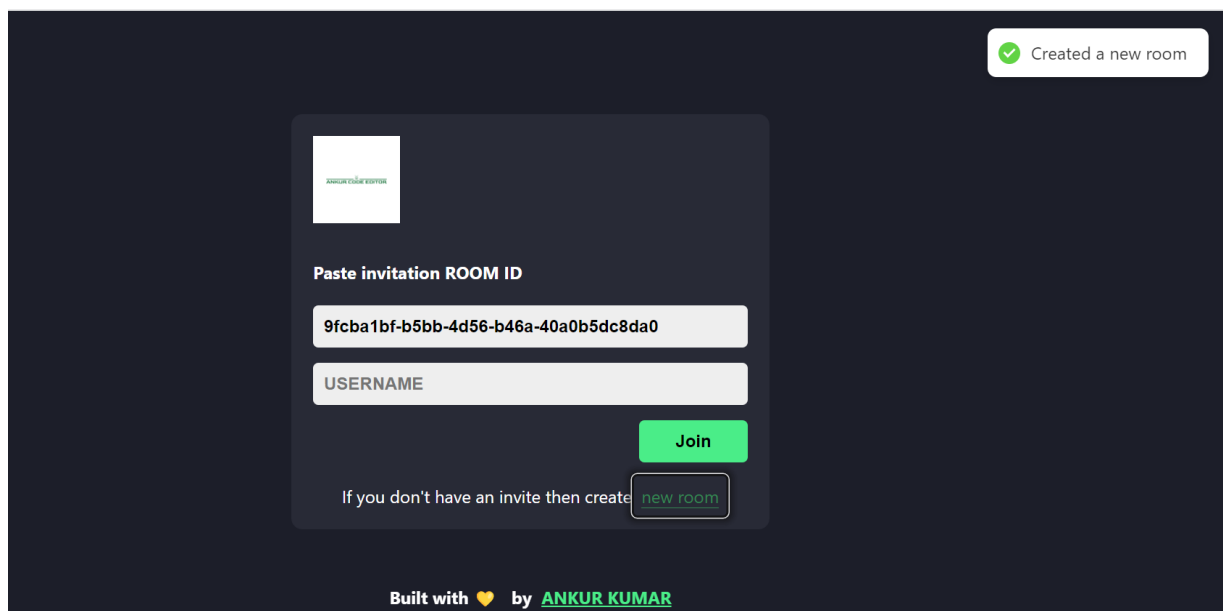 Created a new room
ANKUR CODE EDITOR
Paste invitation ROOM ID
9fcba1bf-b5bb-4d56-b46a-40a0b5dc8da0
USERNAME
Join
If you don't have an invite then create new room
Built with 💛 by ANKUR KUMAR